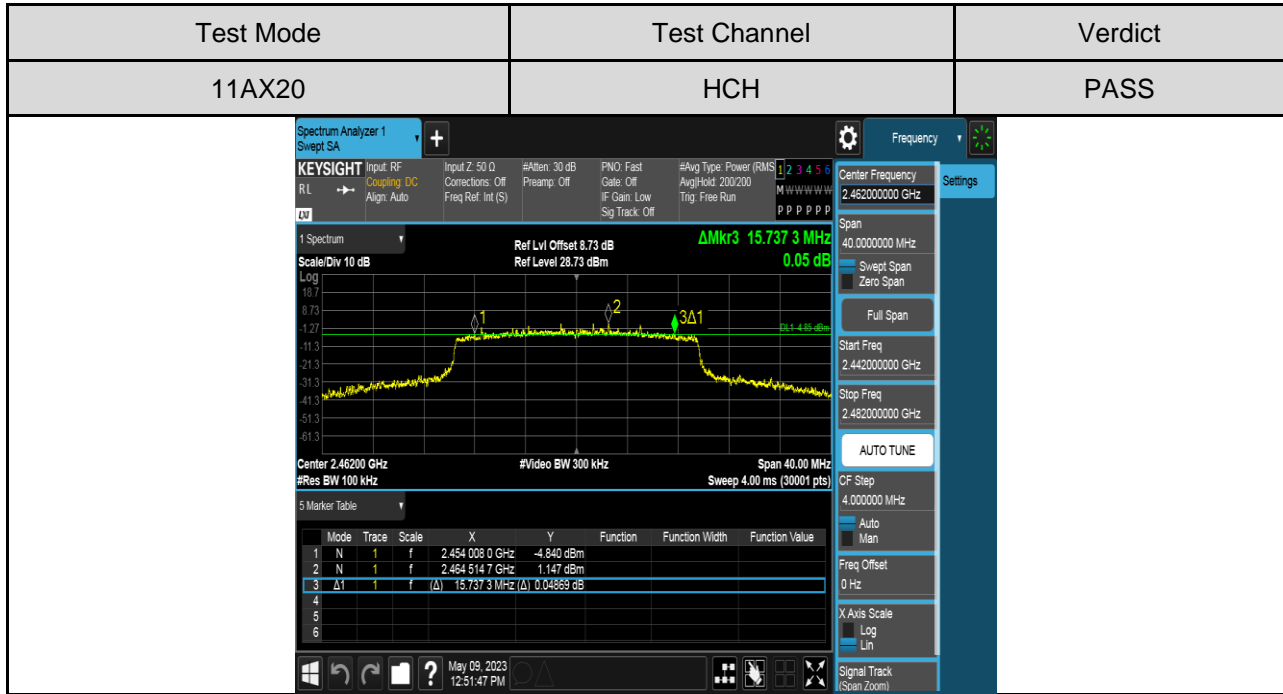 Test Mode Test Channel Verdict
11AX20 HCH PASS
Spectrum Analyzer 1
Swept SA
+
Frequency
KEYSIGHT Input: RF Input Z: 50 Ω #Atten: 30 dB PNO: Fast #Avg Type: Power (RMS 1 2 3 4 5 6
RL Coupling: DC Corrections: Off Preamp: Off Gate: Off Avg|Hold: 200/200 M W W W W W
Align: Auto Freq Ref: Int (S) IF Gain: Low Trig: Free Run
LXI Sig Track: Off P P P P P P
1 Spectrum
Ref Lvl Offset 8.73 dB ΔMkr3 15.737 3 MHz
Scale/Div 10 dB Ref Level 28.73 dBm 0.05 dB
Log
18.7
8.73
-1.27
-11.3
-21.3
-31.3
-41.3
-51.3
-61.3
1
2
3Δ1
DL1 -4.85 dBm
Center 2.46200 GHz #Video BW 300 kHz Span 40.00 MHz
#Res BW 100 kHz Sweep 4.00 ms (30001 pts)
5 Marker Table
Mode Trace Scale X Y Function Function Width Function Value
1 N 1 f 2.454 008 0 GHz -4.840 dBm
2 N 1 f 2.464 514 7 GHz 1.147 dBm
3 Δ1 1 f (Δ) 15.737 3 MHz (Δ) 0.04869 dB
4
5
6
May 09, 2023
12:51:47 PM
?
Center Frequency
2.462000000 GHz
Settings
Span
40.0000000 MHz
Swept Span
Zero Span
Full Span
Start Freq
2.442000000 GHz
Stop Freq
2.482000000 GHz
AUTO TUNE
CF Step
4.000000 MHz
Auto
Man
Freq Offset
0 Hz
X Axis Scale
Log
Lin
Signal Track
(Span Zoom)